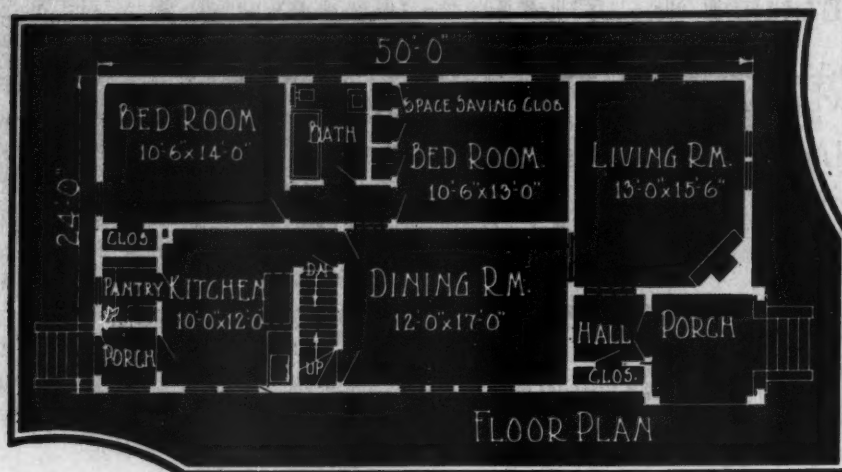 50'-0"
24'-0"
BED ROOM
10'-6"x14'-0"
BATH
SPACE SAVING CLOS.
BED ROOM.
10'-6"x13'-0"
LIVING RM.
13'-0"x15'-6"
CLOS.
PANTRY
KITCHEN
10'-0"x12'-0
DN
UP
DINING RM.
12'-0"x17'-0"
HALL
PORCH
PORCH
CLOS.
FLOOR PLAN